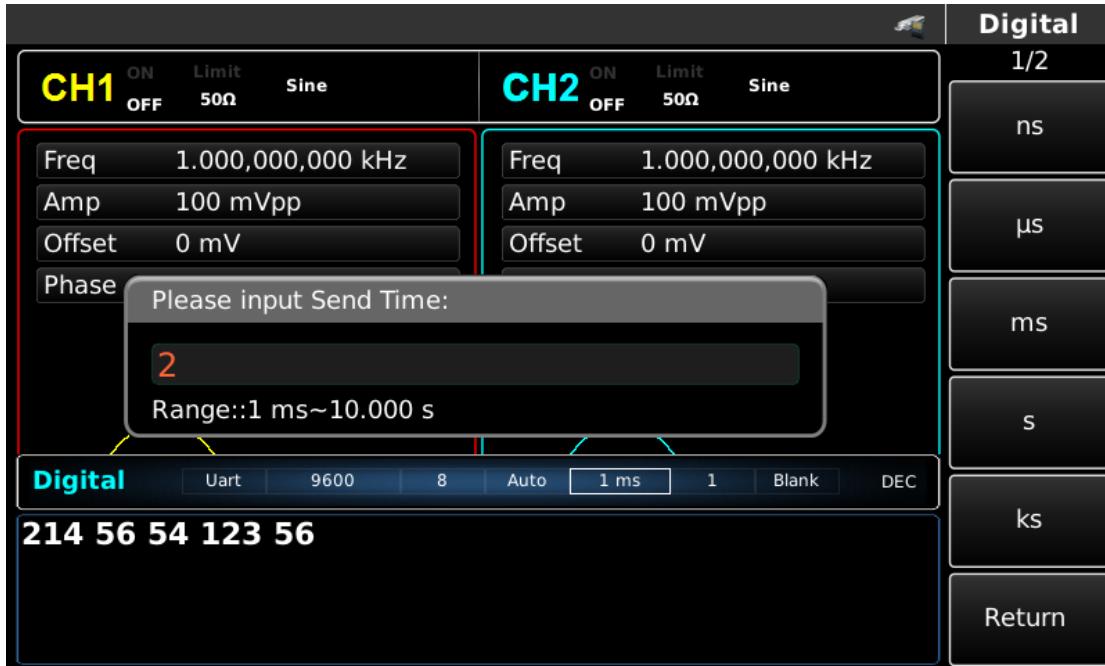 Digital
1/2
CH1 ON OFF Limit 50Ω Sine
CH2 ON OFF Limit 50Ω Sine
Freq 1.000,000,000 kHz
Amp 100 mVpp
Offset 0 mV
Phase
Freq 1.000,000,000 kHz
Amp 100 mVpp
Offset 0 mV
Please input Send Time:
2
Range::1 ms~10.000 s
Digital Uart 9600 8 Auto 1 ms 1 Blank DEC
214 56 54 123 56
ns
µs
ms
s
ks
Return